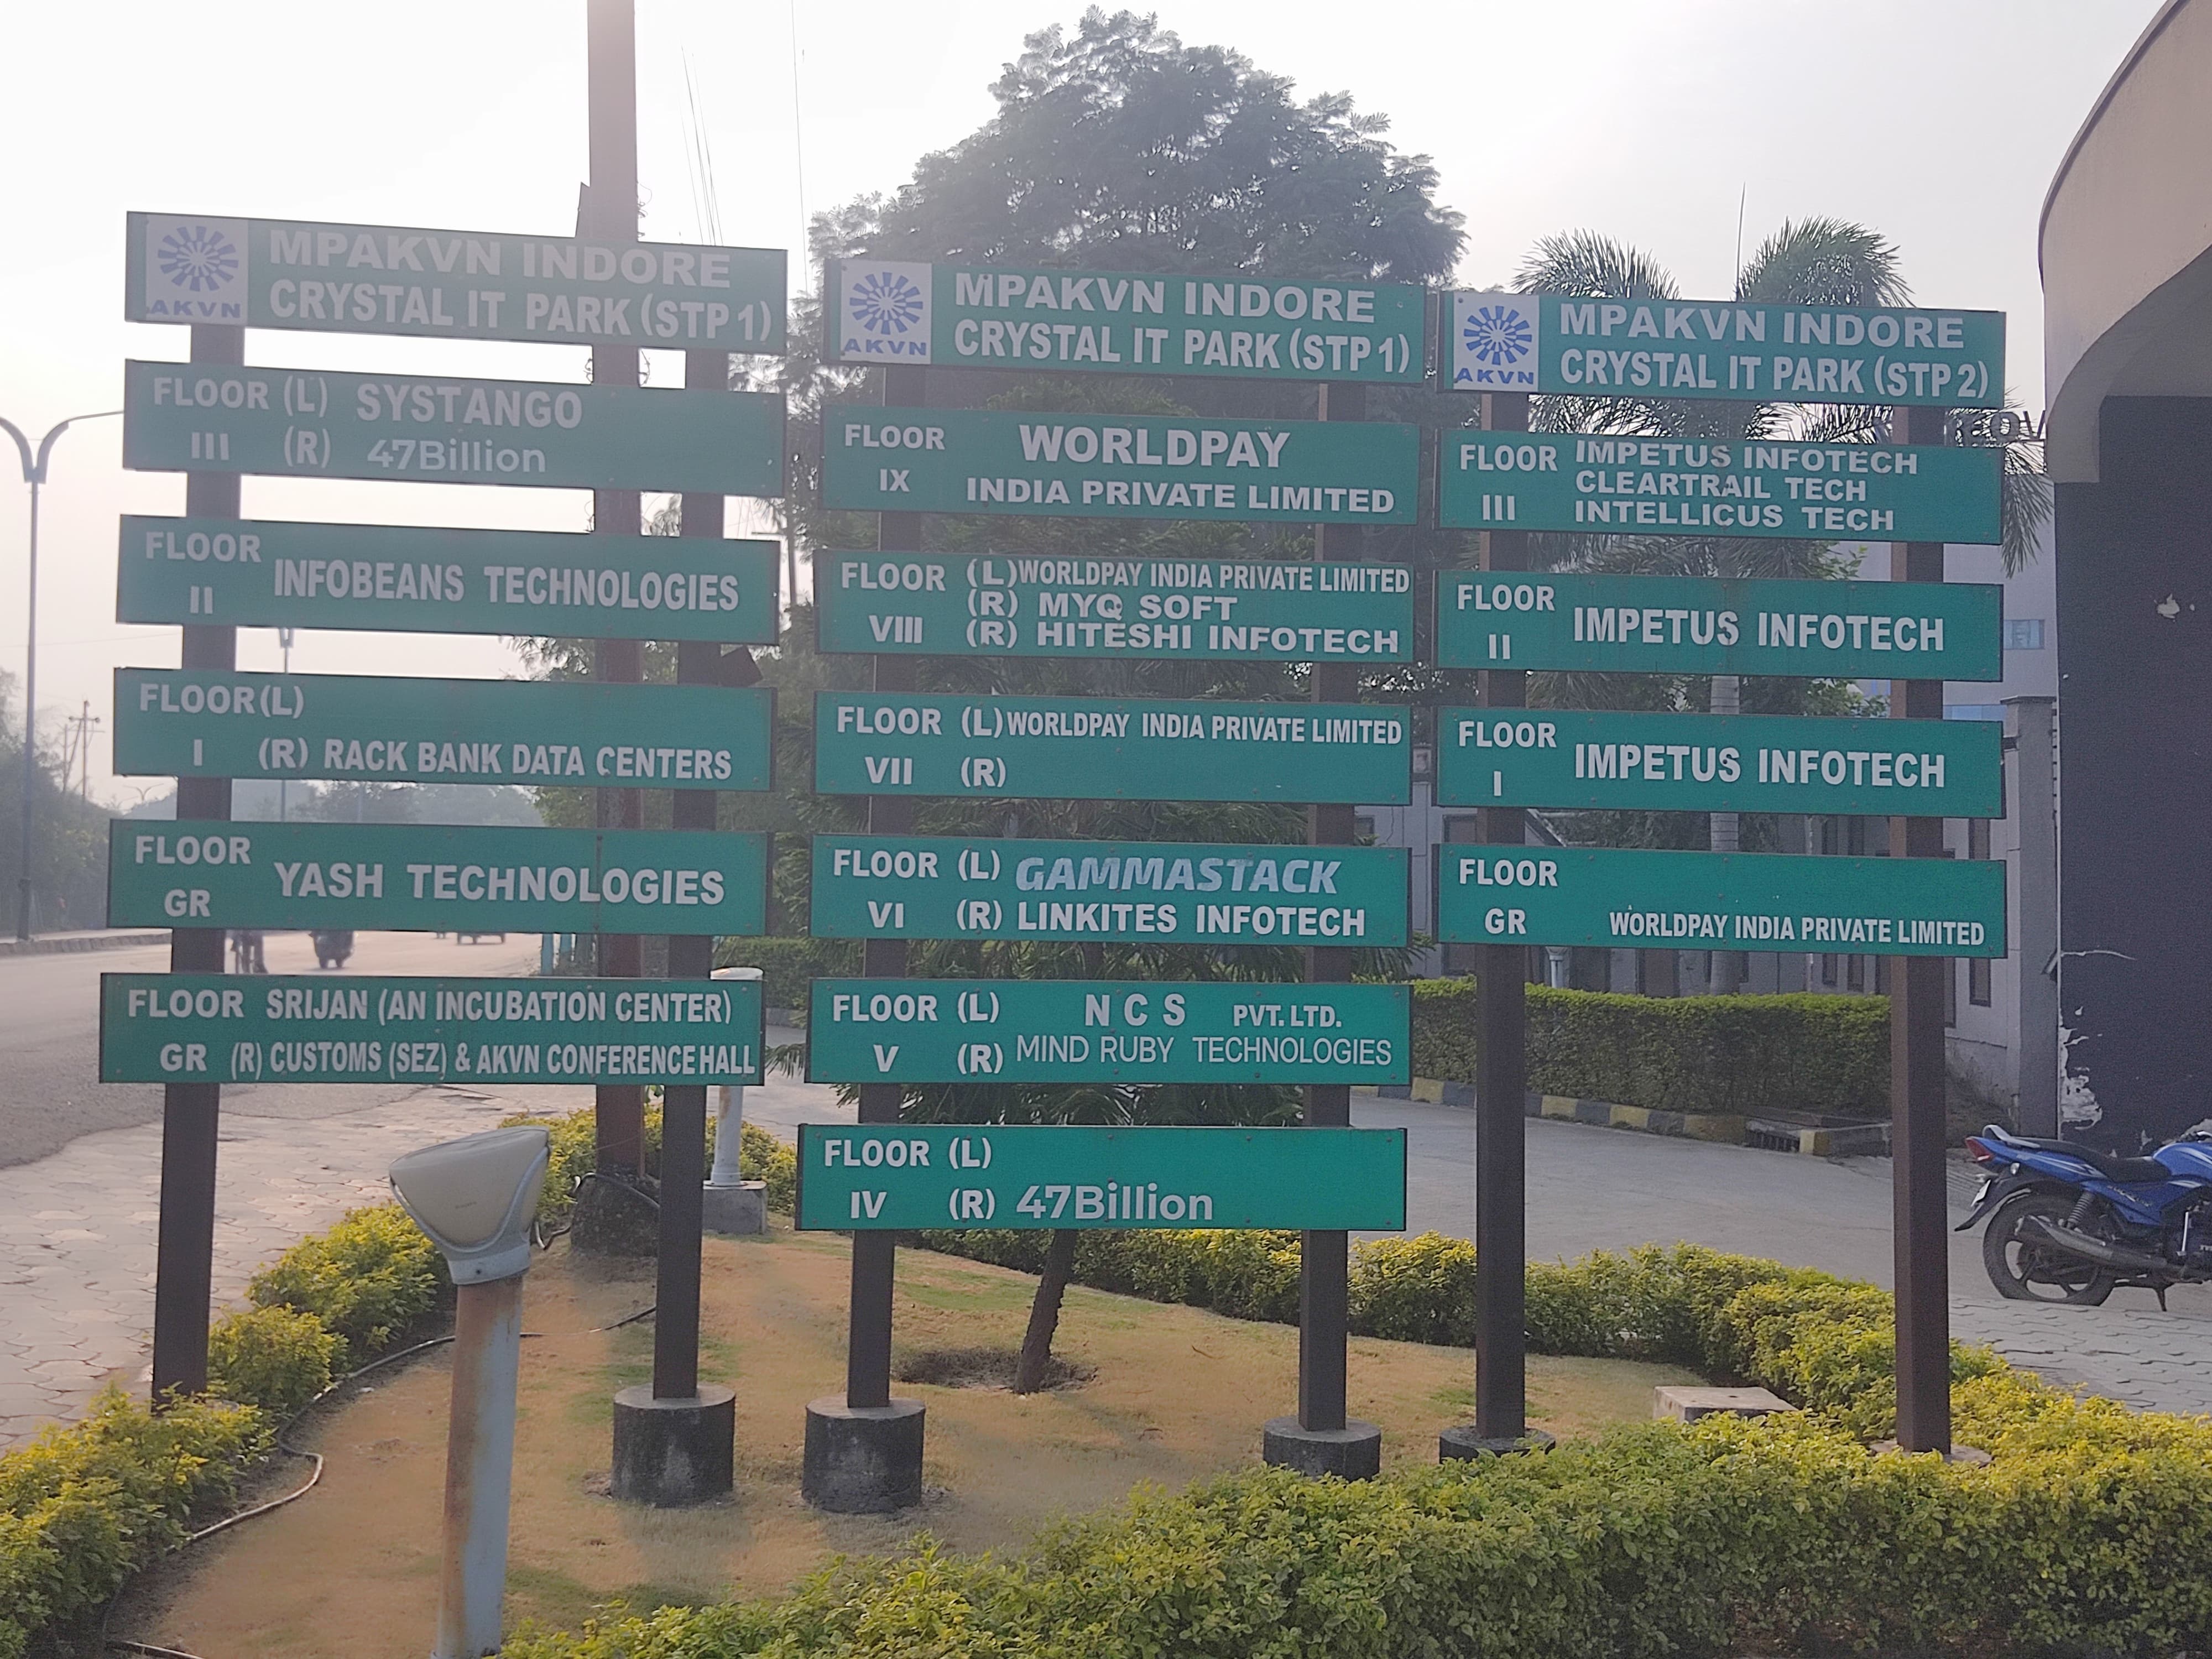 AKVN
MPAKVN INDORE
CRYSTAL IT PARK (STP 1)
FLOOR (L) SYSTANGO
III (R) 47Billion
FLOOR
II
INFOBEANS TECHNOLOGIES
FLOOR (L)
I (R) RACK BANK DATA CENTERS
FLOOR
GR
YASH TECHNOLOGIES
FLOOR SRIJAN (AN INCUBATION CENTER)
GR (R) CUSTOMS (SEZ) & AKVN CONFERENCE HALL
AKVN
MPAKVN INDORE
CRYSTAL IT PARK (STP 1)
FLOOR WORLDPAY
IX INDIA PRIVATE LIMITED
FLOOR (L) WORLDPAY INDIA PRIVATE LIMITED
(R) MYQ SOFT
VIII (R) HITESHI INFOTECH
FLOOR (L) WORLDPAY INDIA PRIVATE LIMITED
VII (R)
FLOOR (L) GAMMASTACK
VI (R) LINKITES INFOTECH
FLOOR (L) N C S PVT. LTD.
V (R) MIND RUBY TECHNOLOGIES
FLOOR (L)
IV (R) 47Billion
AKVN
MPAKVN INDORE
CRYSTAL IT PARK (STP 2)
FLOOR IMPETUS INFOTECH
CLEARTRAIL TECH
III INTELLICUS TECH
FLOOR
II
IMPETUS INFOTECH
FLOOR
I
IMPETUS INFOTECH
FLOOR
GR WORLDPAY INDIA PRIVATE LIMITED